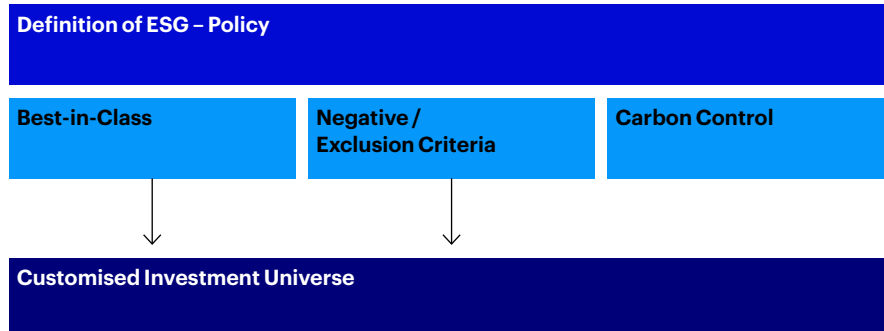 Definition of ESG – Policy
Best-in-Class
Negative /
Exclusion Criteria
Carbon Control
Customised Investment Universe